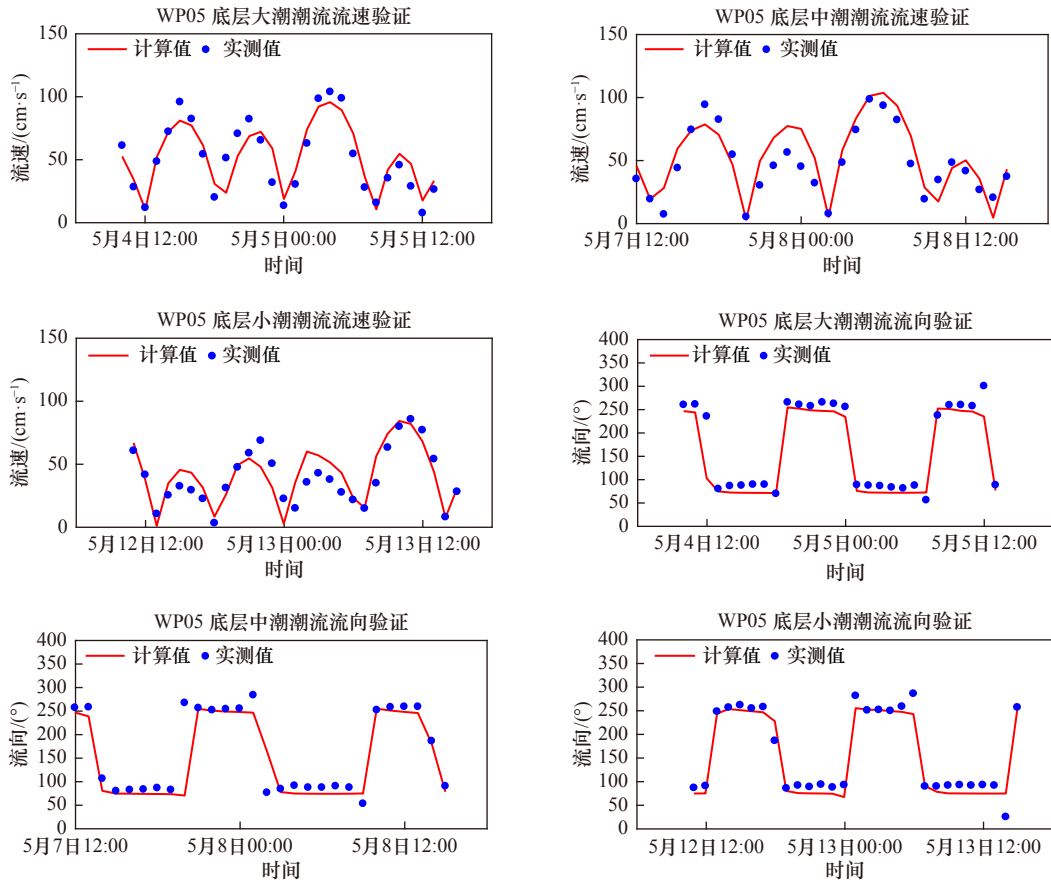 WP05 底层大潮潮流流速验证
150
100
50
0
流速/(cm·s⁻¹)
计算值 实测值
5月4日12:00 5月5日00:00 5月5日12:00
时间
WP05 底层中潮潮流流速验证
150
100
50
0
流速/(cm·s⁻¹)
计算值 实测值
5月7日12:00 5月8日00:00 5月8日12:00
时间
WP05 底层小潮潮流流速验证
150
100
50
0
流速/(cm·s⁻¹)
计算值 实测值
5月12日12:00 5月13日00:00 5月13日12:00
时间
WP05 底层大潮潮流流向验证
400
350
300
250
200
150
100
50
0
流向/(°)
计算值 实测值
5月4日12:00 5月5日00:00 5月5日12:00
时间
WP05 底层中潮潮流流向验证
400
350
300
250
200
150
100
50
0
流向/(°)
计算值 实测值
5月7日12:00 5月8日00:00 5月8日12:00
时间
WP05 底层小潮潮流流向验证
400
350
300
250
200
150
100
50
0
流向/(°)
计算值 实测值
5月12日12:00 5月13日00:00 5月13日12:00
时间